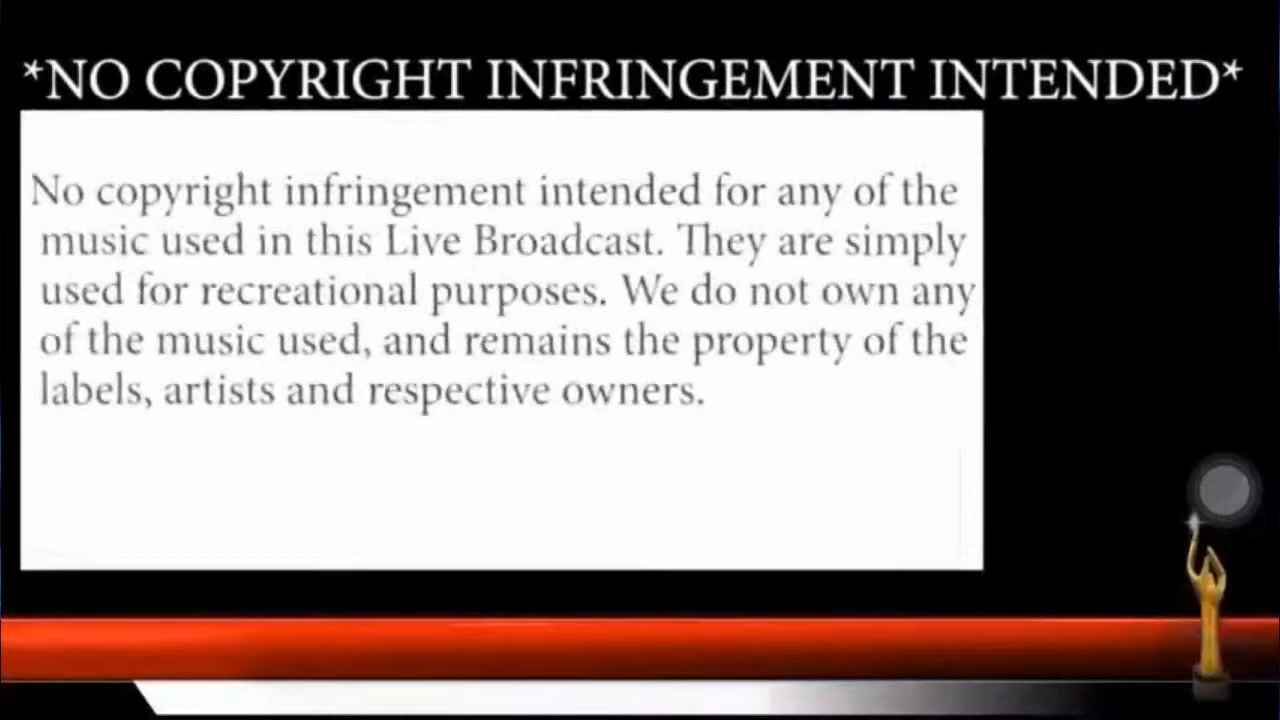 *NO COPYRIGHT INFRINGEMENT INTENDED*
No copyright infringement intended for any of the
music used in this Live Broadcast. They are simply
used for recreational purposes. We do not own any
of the music used, and remains the property of the
labels, artists and respective owners.